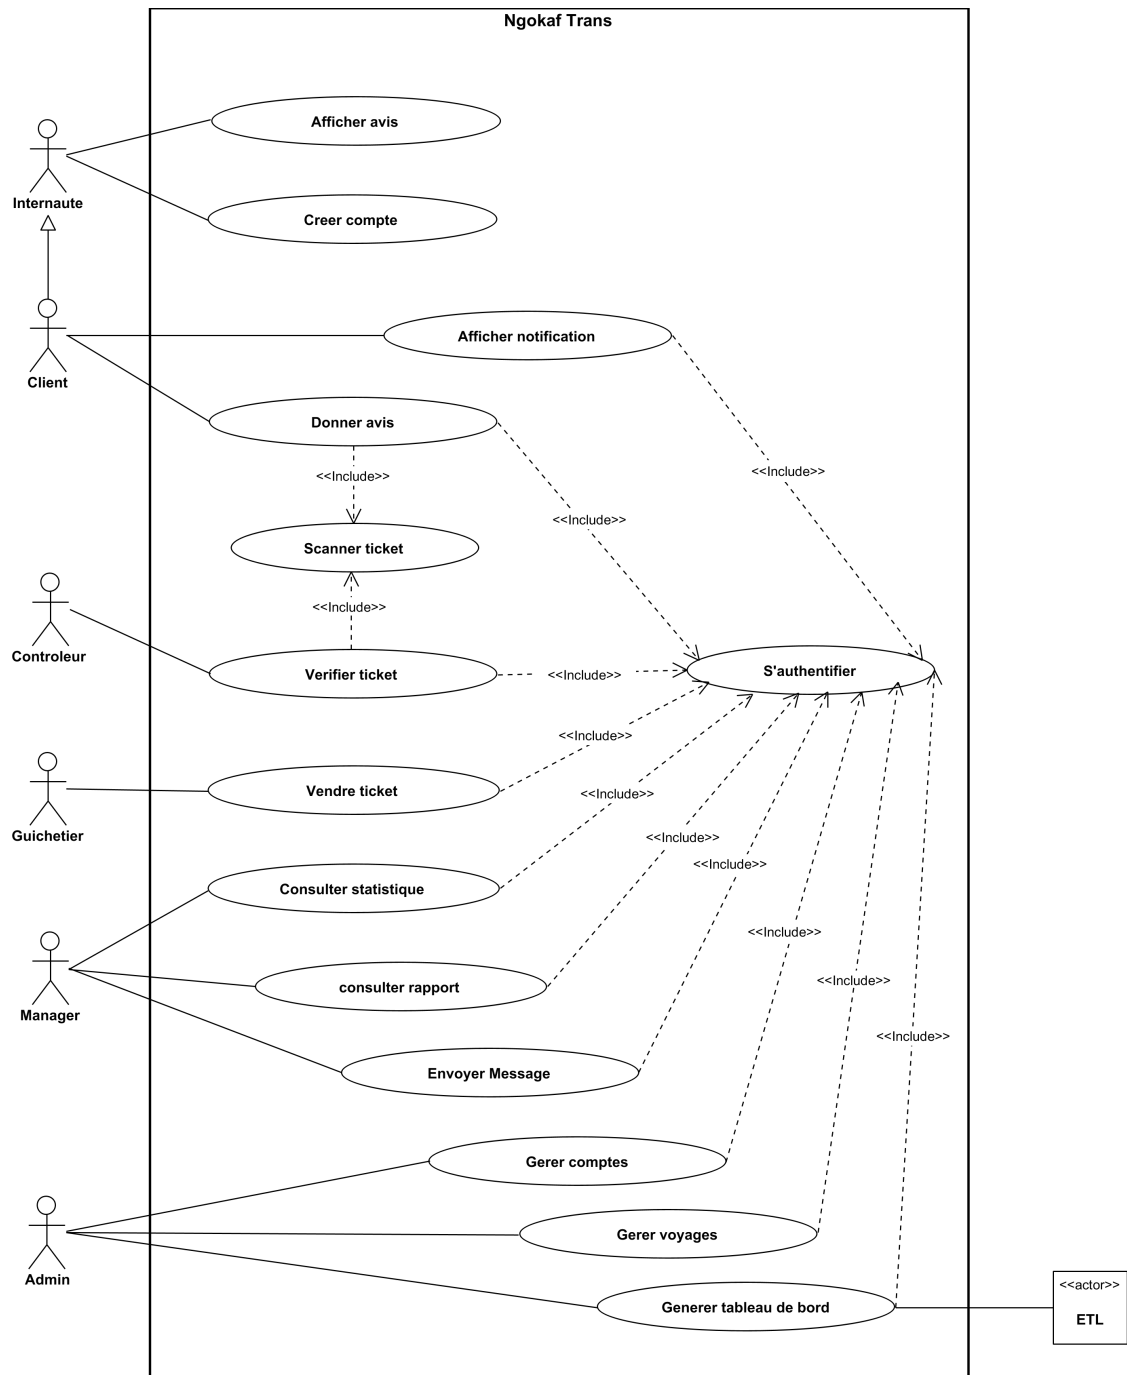 Ngokaf Trans
Afficher avis
Internaute
Creer compte
Afficher notification
Client
Donner avis
<<Include>>
<<Include>>
<<Include>>
Scanner ticket
<<Include>>
Controleur
Verifier ticket
<<Include>>
S'authentifier
<<Include>>
Vendre ticket
<<Include>>
Guichetier
<<Include>>
<<Include>>
Consulter statistique
<<Include>>
consulter rapport
<<Include>>
Manager
<<Include>>
Envoyer Message
Gerer comptes
Gerer voyages
Admin
<<actor>>
Generer tableau de bord
ETL